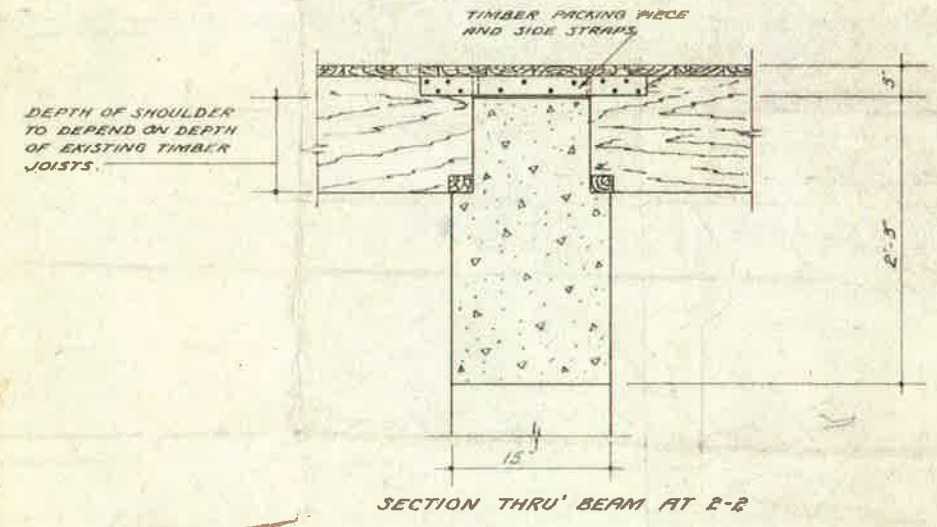 TIMBER PACKING PIECE
AND SIDE STRAPS
DEPTH OF SHOULDER
TO DEPEND ON DEPTH
OF EXISTING TIMBER
JOISTS.
3"
2'-3"
15"
SECTION THRU' BEAM AT 2-2